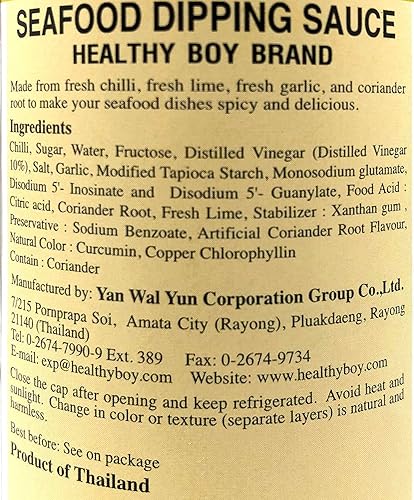 SEAFOOD DIPPING SAUCE
HEALTHY BOY BRAND
Made from fresh chilli, fresh lime, fresh garlic, and coriander
root to make your seafood dishes spicy and delicious.
Ingredients
Chilli, Sugar, Water, Fructose, Distilled Vinegar (Distilled Vinegar
10%), Salt, Garlic, Modified Tapioca Starch, Monosodium glutamate,
Disodium 5'- Inosinate and Disodium 5'- Guanylate, Food Acid :
Citric acid, Coriander Root, Fresh Lime, Stabilizer : Xanthan gum ,
Preservative : Sodium Benzoate, Artificial Coriander Root Flavour,
Natural Color : Curcumin, Copper Chlorophyllin
Contain : Coriander
Manufactured by: Yan Wal Yun Corporation Group Co.,Ltd.
7/215 Pornprapa Soi, Amata City (Rayong), Pluakdaeng, Rayong
21140 (Thailand)
Tel: 0-2674-7990-9 Ext. 389 Fax: 0-2674-9734
E-mail: exp@healthyboy.com Website: www.healthyboy.com
Close the cap after opening and keep refrigerated. Avoid heat and
sunlight. Change in color or texture (separate layers) is natural and
harmless.
Best before: See on package
Product of Thailand